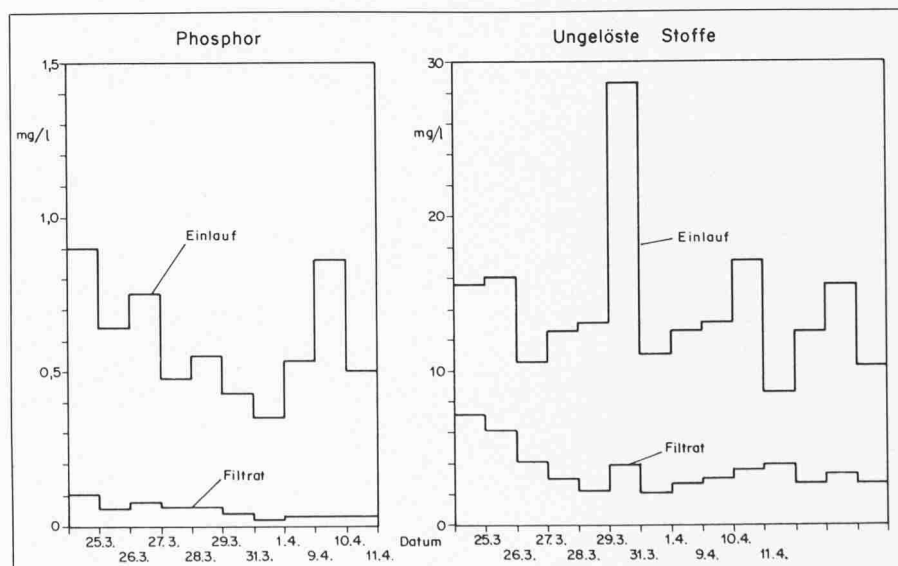 Phosphor
1,5
mg/l
1,0
Einlauf
0,5
Filtrat
0
25.3. 27.3. 29.3. 1.4. 10.4.
26.3. 28.3. 31.3. 9.4. 11.4.
Datum
Ungelöste Stoffe
30
mg/l
20
Einlauf
10
Filtrat
0
25.3 27.3. 29.3. 1.4. 10.4.
26.3. 28.3. 31.3. 9.4. 11.4.